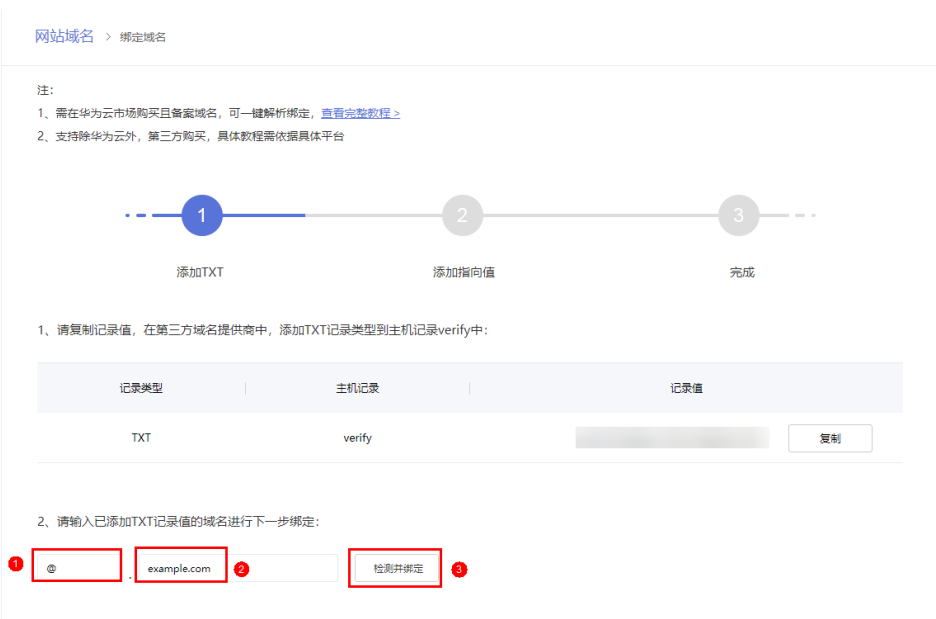 网站域名 > 绑定域名
注：
1、需在华为云市场购买且备案域名，可一键解析绑定，查看完整教程 >
2、支持除华为云外，第三方购买，具体教程需依据具体平台
1 2 3
添加TXT 添加指向值 完成
1、请复制记录值，在第三方域名提供商中，添加TXT记录类型到主机记录verify中：
记录类型 主机记录 记录值
TXT verify 复制
2、请输入已添加TXT记录值的域名进行下一步绑定：
1 @ . example.com 2 检测并绑定 3